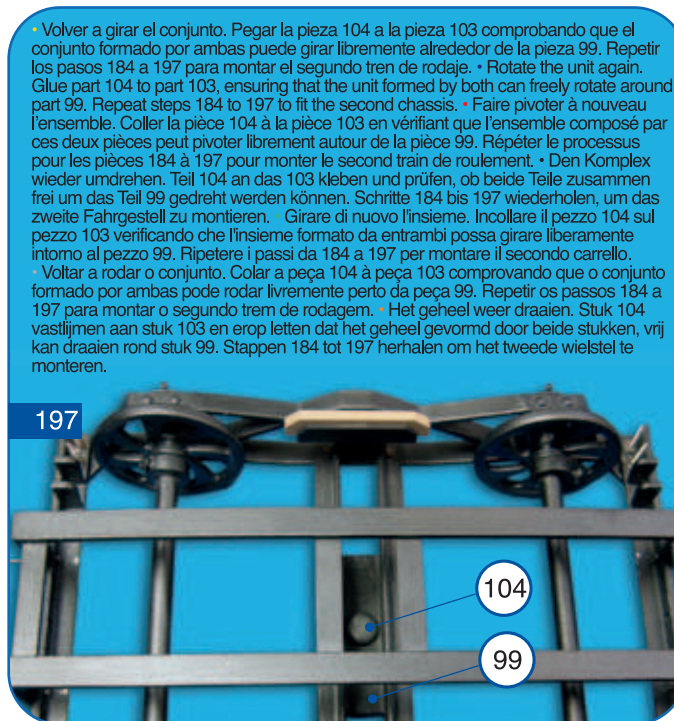 • Volver a girar el conjunto. Pegar la pieza 104 a la pieza 103 comprobando que el
conjunto formado por ambas puede girar libremente alrededor de la pieza 99. Repetir
los pasos 184 a 197 para montar el segundo tren de rodaje. • Rotate the unit again.
Glue part 104 to part 103, ensuring that the unit formed by both can freely rotate around
part 99. Repeat steps 184 to 197 to fit the second chassis. • Faire pivoter à nouveau
l'ensemble. Coller la pièce 104 à la pièce 103 en vérifiant que l'ensemble composé par
ces deux pièces peut pivoter librement autour de la pièce 99. Répéter le processus
pour les pièces 184 à 197 pour monter le second train de roulement. • Den Komplex
wieder umdrehen. Teil 104 an das 103 kleben und prüfen, ob beide Teile zusammen
frei um das Teil 99 gedreht werden können. Schritte 184 bis 197 wiederholen, um das
zweite Fahrgestell zu montieren. • Girare di nuovo l'insieme. Incollare il pezzo 104 sul
pezzo 103 verificando che l'insieme formato da entrambi possa girare liberamente
intorno al pezzo 99. Ripetere i passi da 184 a 197 per montare il secondo carrello.
• Voltar a rodar o conjunto. Colar a peça 104 à peça 103 comprovando que o conjunto
formado por ambas pode rodar livremente perto da peça 99. Repetir os passos 184 a
197 para montar o segundo trem de rodagem. • Het geheel weer draaien. Stuk 104
vastlijmen aan stuk 103 en erop letten dat het geheel gevormd door beide stukken, vrij
kan draaien rond stuk 99. Stappen 184 tot 197 herhalen om het tweede wielstel te
monteren.
197
104
99